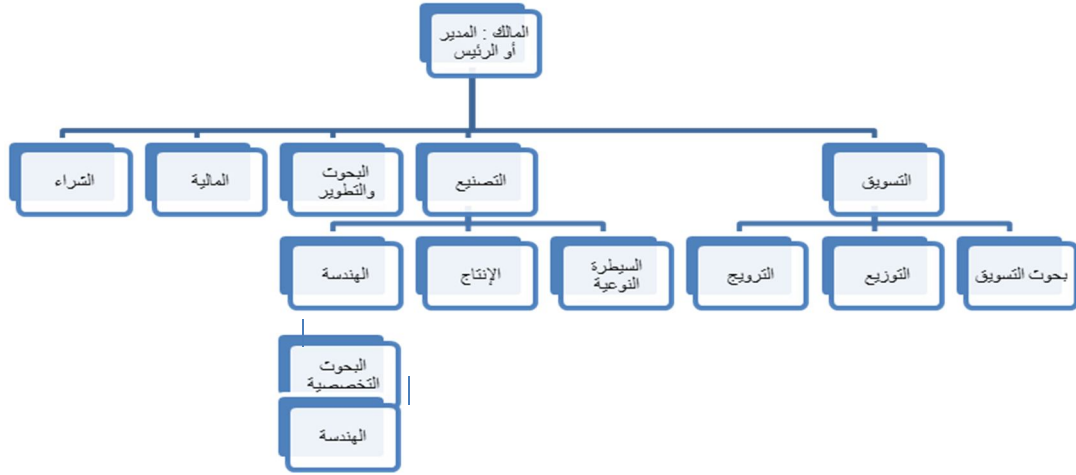 المالك : المدير
أو الرئيس
التسويق
التصنيع
البحوث
والتطوير
المالية
الشراء
بحوث التسويق
التوزيع
الترويج
السيطرة
النوعية
الإنتاج
الهندسة
البحوث
التخصصية
الهندسة